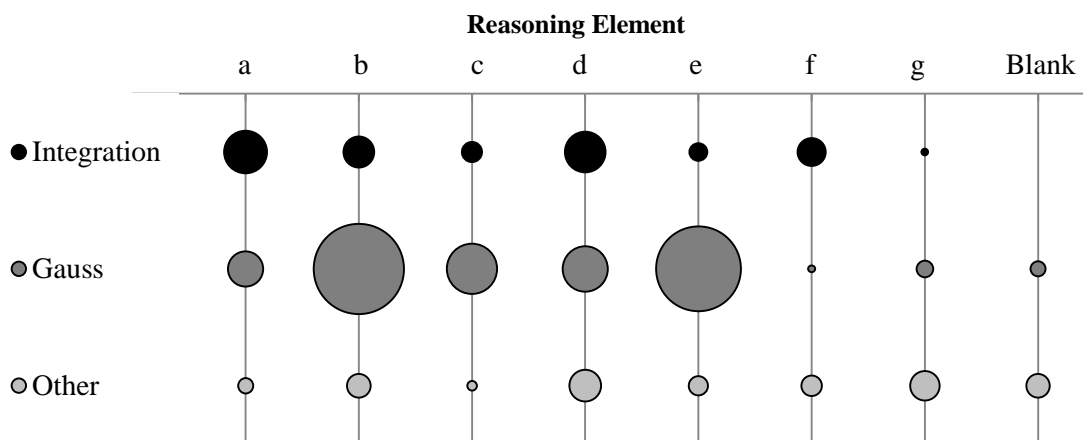 Reasoning Element
a b c d e f g Blank
Integration
Gauss
Other